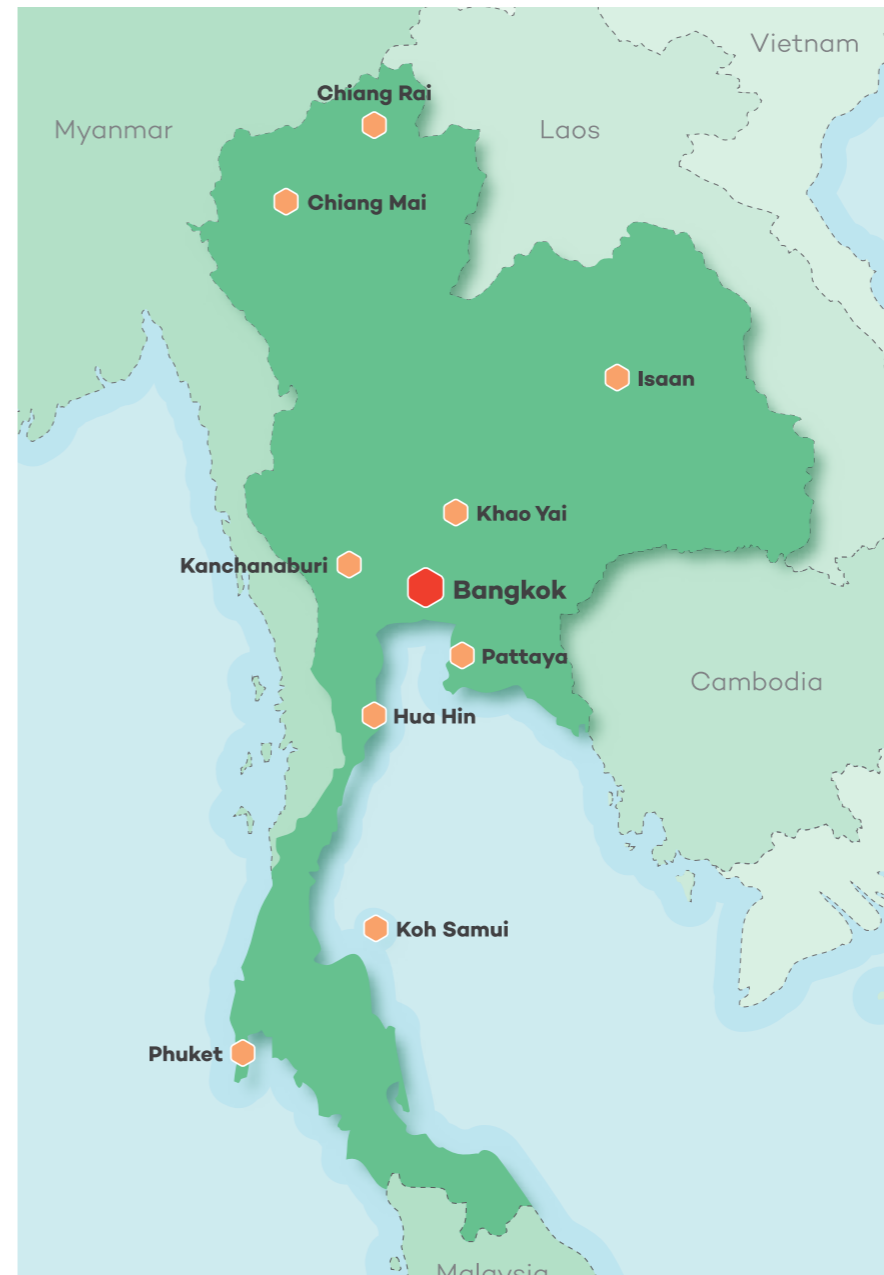 Vietnam
Chiang Rai
Myanmar
Laos
Chiang Mai
Isaan
Khao Yai
Kanchanaburi
Bangkok
Pattaya
Cambodia
Hua Hin
Koh Samui
Phuket
Malaysia